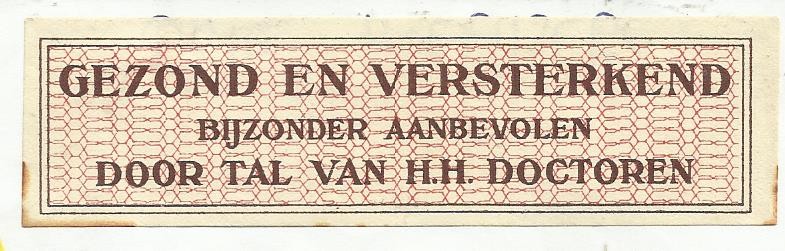 GEZOND EN VERSTERKEND
BIJZONDER AANBEVOLEN
DOOR TAL VAN H.H. DOCTOREN